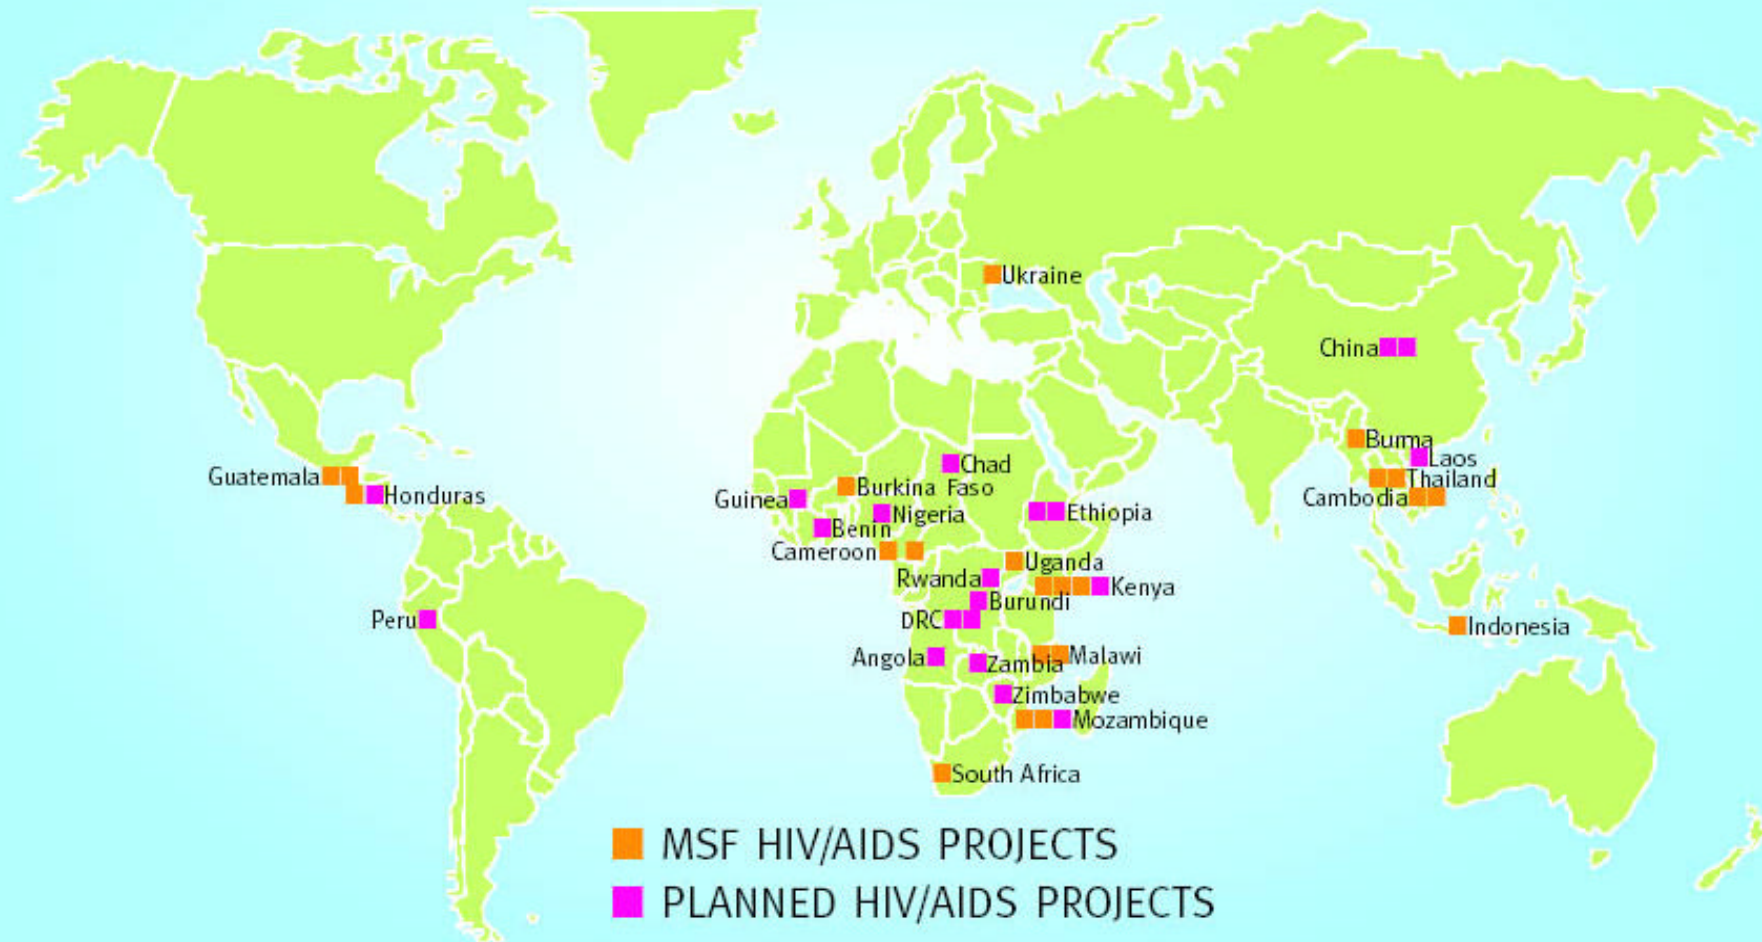 Ukraine
China
Burma
Laos
Chad
Guatemala
Thailand
Burkina Faso
Honduras
Cambodia
Guinea
Nigeria
Ethiopia
Benin
Cameroon
Uganda
Rwanda
Kenya
Burundi
Peru
DRC
Indonesia
Malawi
Angola
Zambia
Zimbabwe
Mozambique
South Africa
MSF HIV/AIDS PROJECTS
PLANNED HIV/AIDS PROJECTS